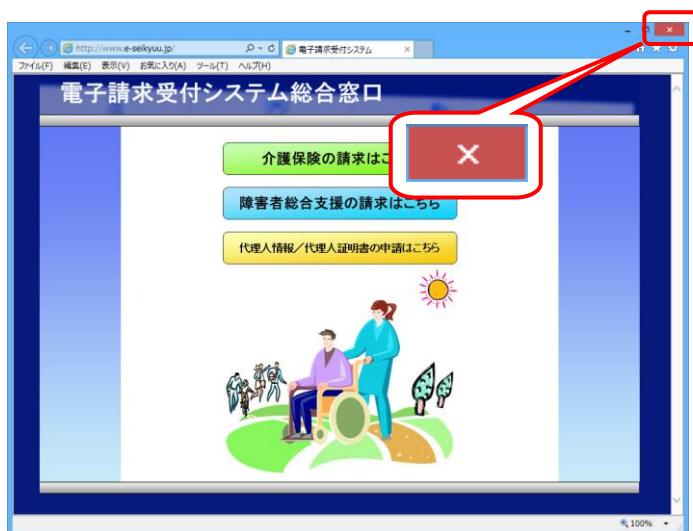 http://www.e-seikyuu.jp/
電子請求受付システム
ファイル(F) 編集(E) 表示(V) お気に入り(A) ツール(T) ヘルプ(H)
電子請求受付システム総合窓口
介護保険の請求はこ
障害者総合支援の請求はこちら
代理人情報/代理人証明書の申請はこちら
100%